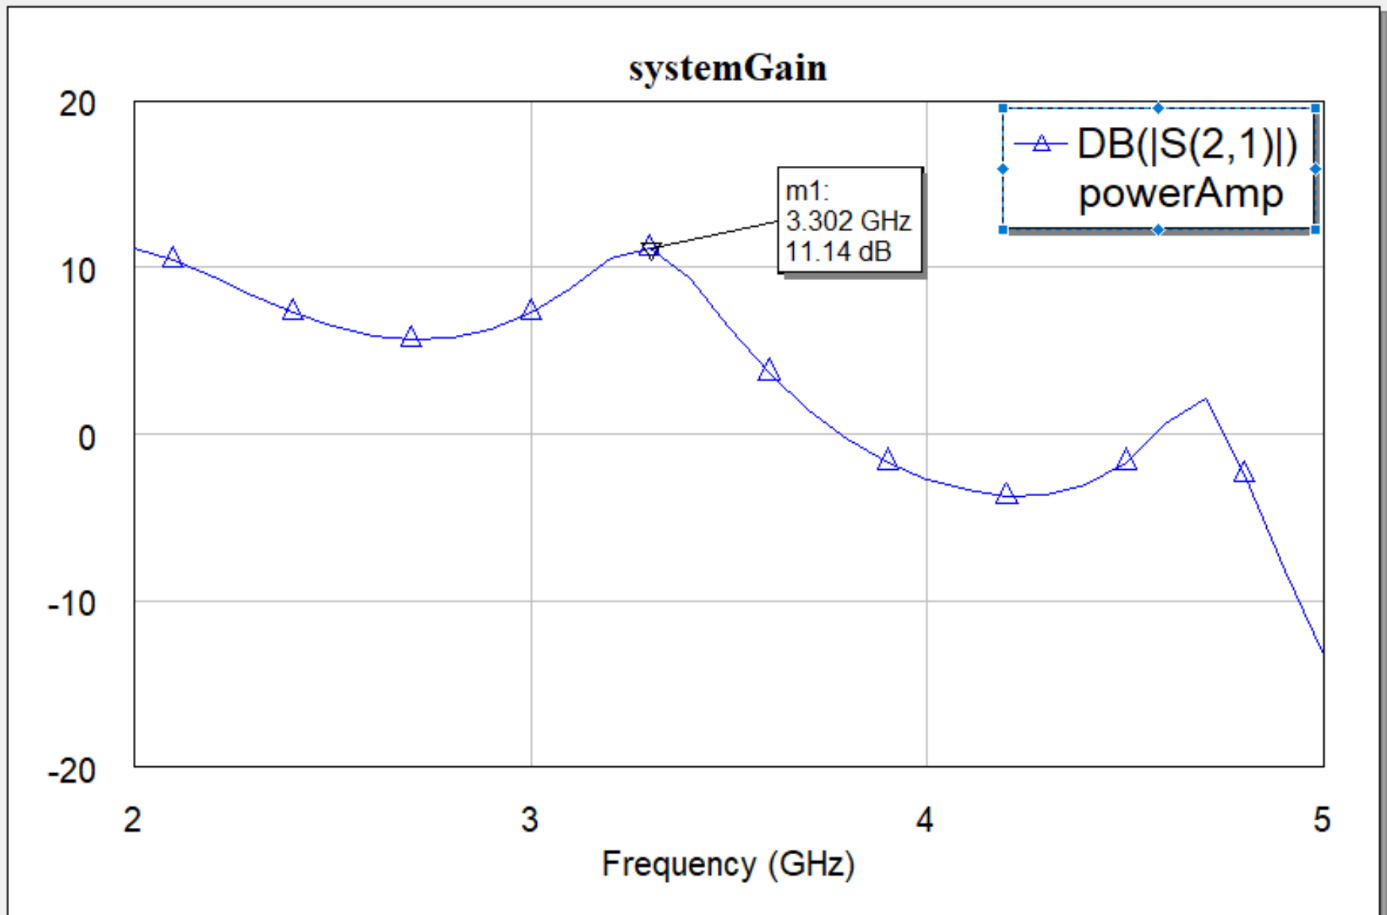 systemGain
20
10
0
-10
-20
DB(|S(2,1)|)
powerAmp
m1:
3.302 GHz
11.14 dB
2 3 4 5
Frequency (GHz)